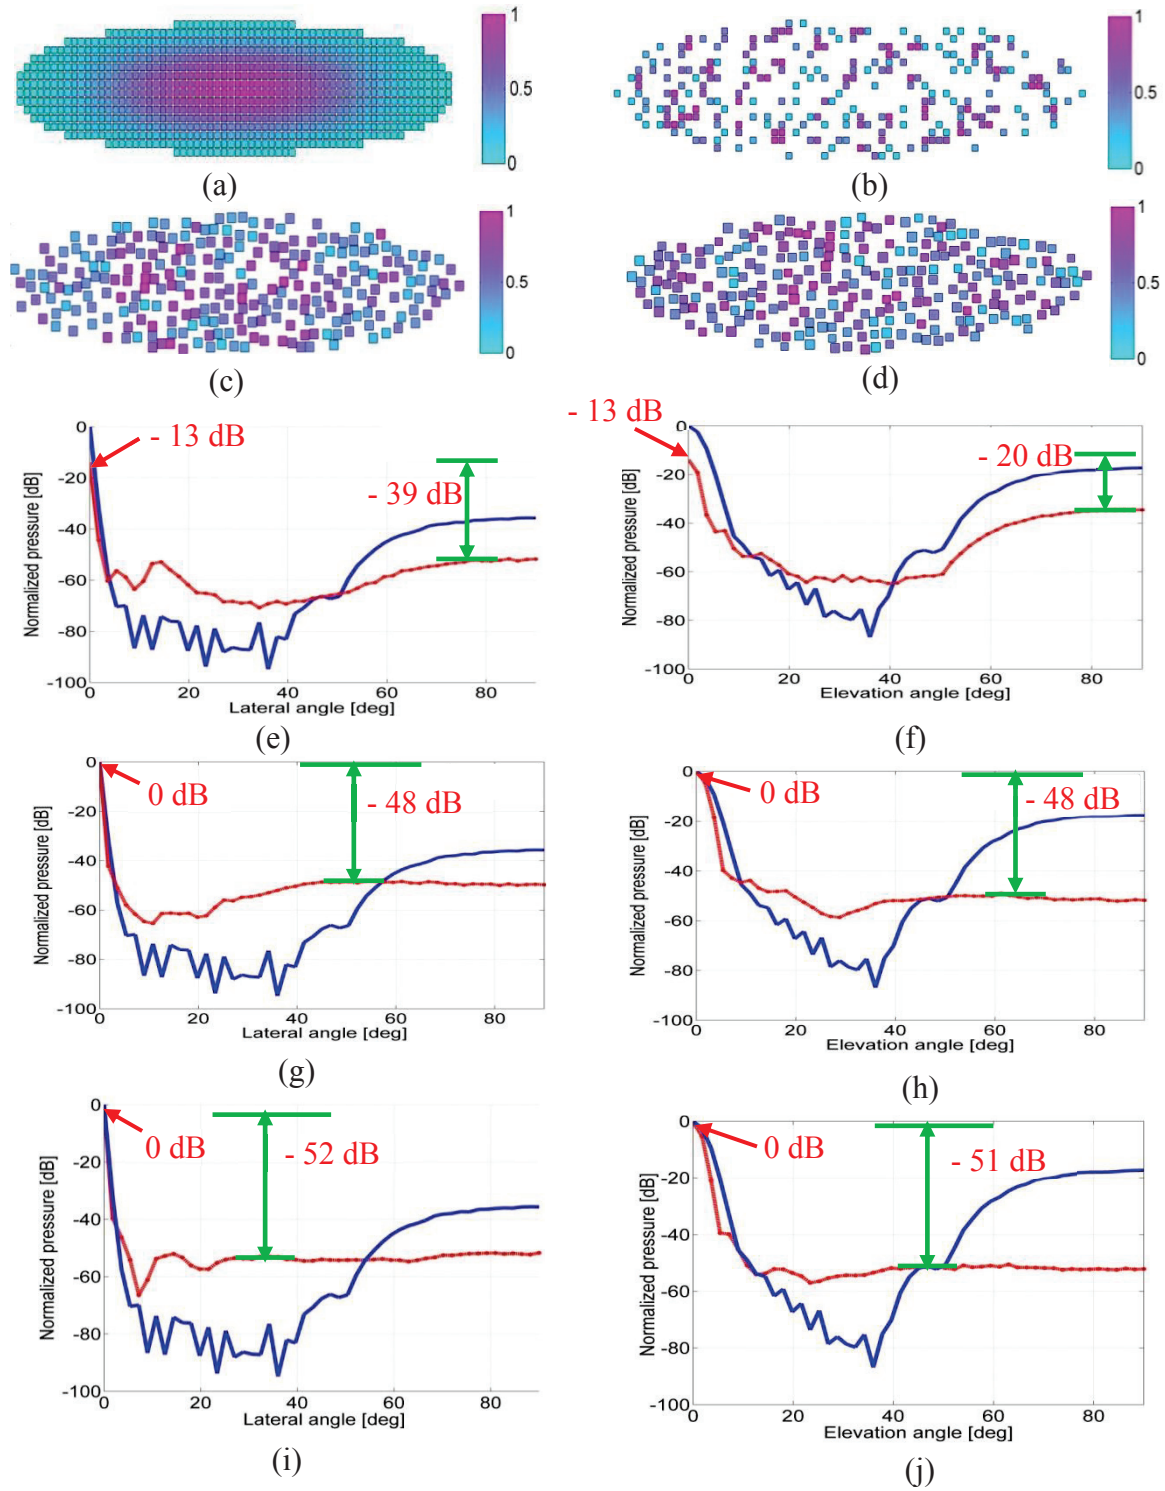 1
0.5
0
(a)
1
0.5
0
(b)
1
0.5
0
(c)
1
0.5
0
(d)
0
-20
-40
-60
-80
-100
Normalized pressure [dB]
- 13 dB
- 39 dB
0 20 40 60 80
Lateral angle [deg]
(e)
0
-20
-40
-60
-80
-100
Normalized pressure [dB]
- 13 dB
- 20 dB
0 20 40 60 80
Elevation angle [deg]
(f)
0
-20
-40
-60
-80
-100
Normalized pressure [dB]
0 dB
- 48 dB
0 20 40 60 80
Lateral angle [deg]
(g)
0
-20
-40
-60
-80
-100
Normalized pressure [dB]
0 dB
- 48 dB
0 20 40 60 80
Elevation angle [deg]
(h)
0
-20
-40
-60
-80
-100
Normalized pressure [dB]
0 dB
- 52 dB
0 20 40 60 80
Lateral angle [deg]
(i)
0
-20
-40
-60
-80
-100
Normalized pressure [dB]
0 dB
- 51 dB
0 20 40 60 80
Elevation angle [deg]
(j)